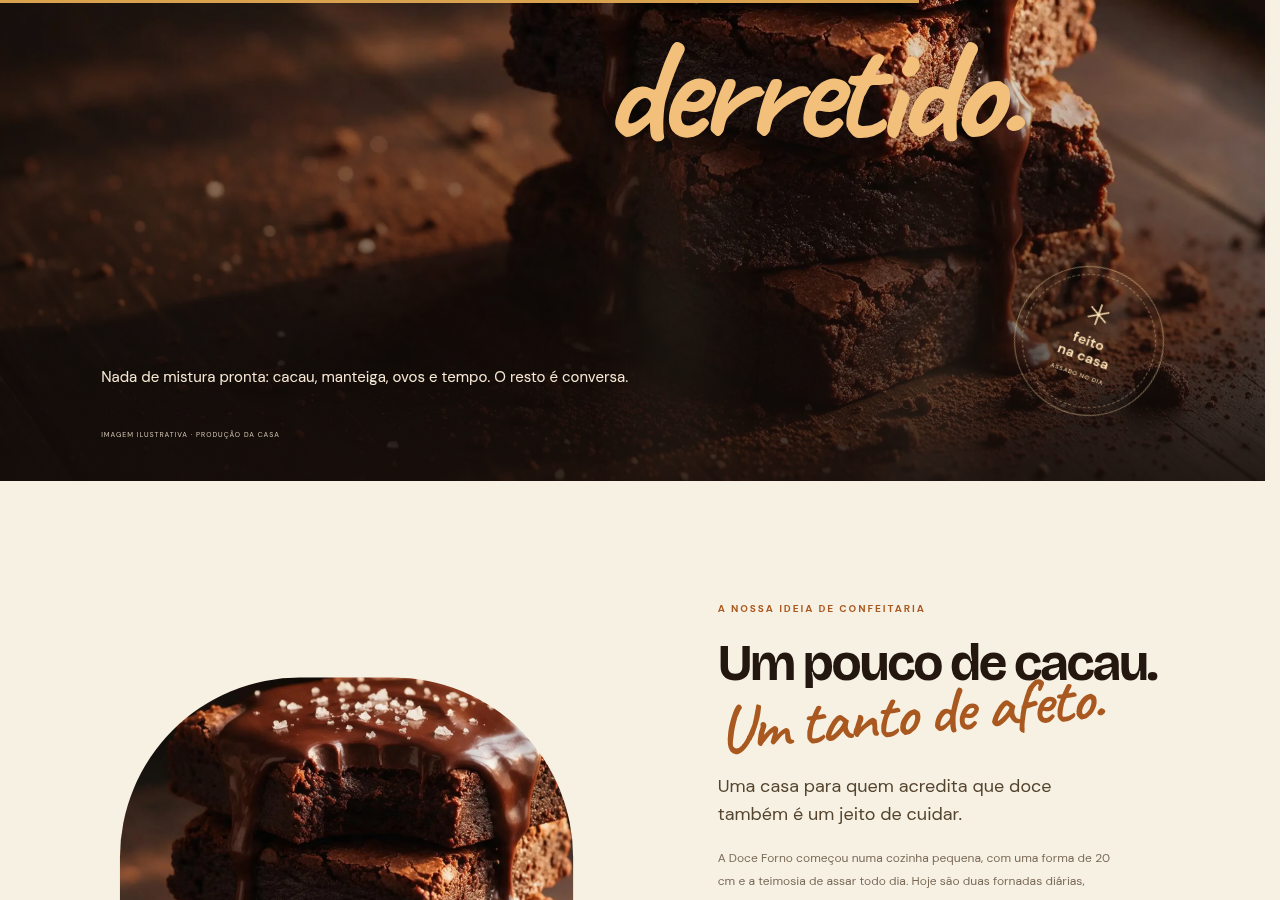 derretido.
feito
na casa
ASSADO NO DIA
Nada de mistura pronta: cacau, manteiga, ovos e tempo. O resto é conversa.
IMAGEM ILUSTRATIVA · PRODUÇÃO DA CASA
A NOSSA IDEIA DE CONFEITARIA
Um pouco de cacau.
Um tanto de afeto.
Uma casa para quem acredita que doce
também é um jeito de cuidar.
A Doce Forno começou numa cozinha pequena, com uma forma de 20
cm e a teimosia de assar todo dia. Hoje são duas fornadas diárias,